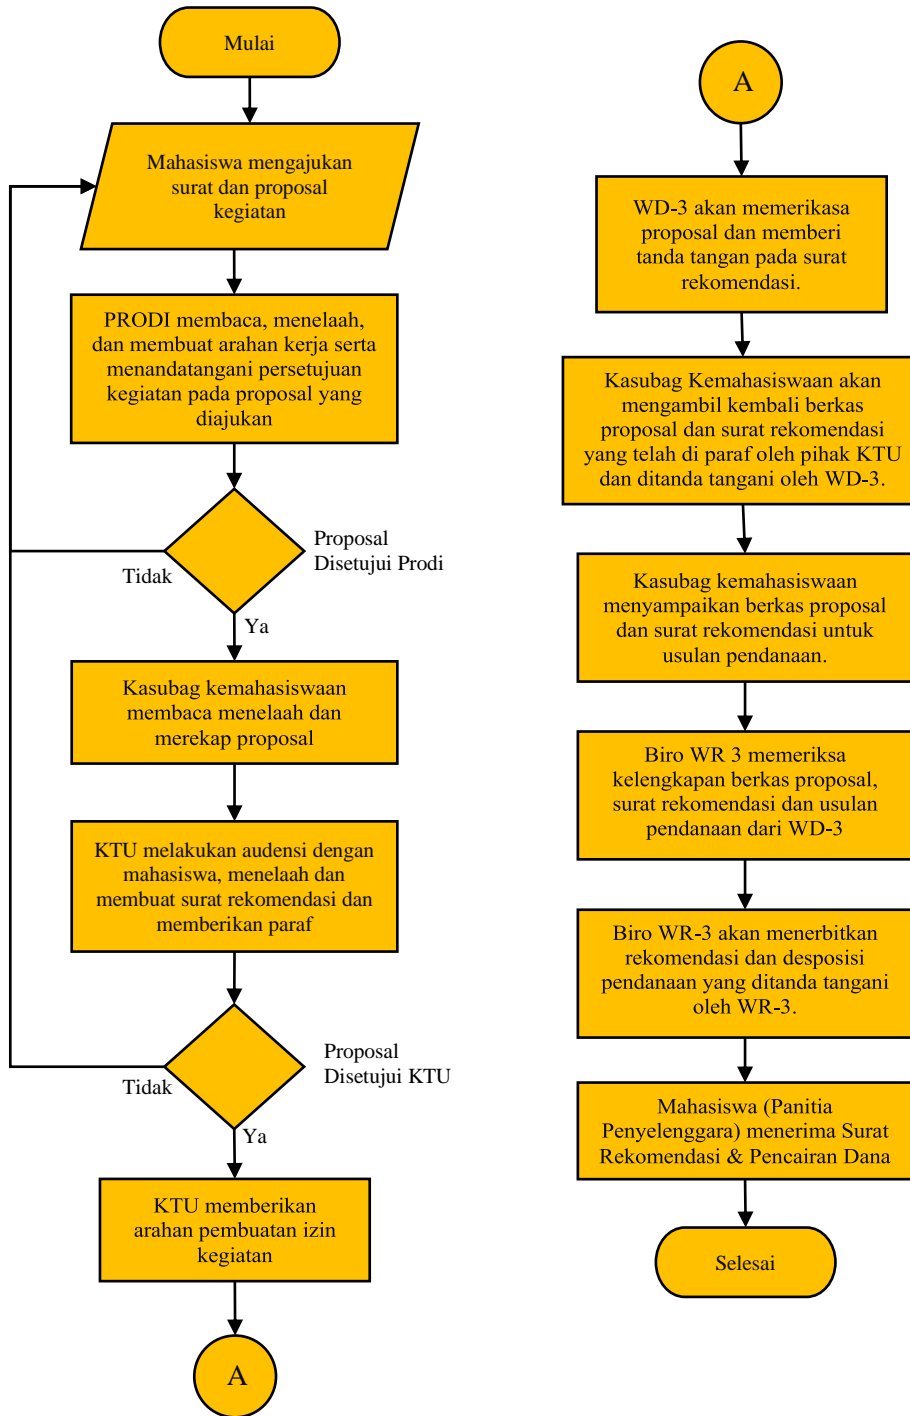 Mulai
Mahasiswa mengajukan
surat dan proposal
kegiatan
PRODI membaca, menelaah,
dan membuat arahan kerja serta
menandatangani persetujuan
kegiatan pada proposal yang
diajukan
Proposal
Disetujui Prodi
Tidak
Ya
Kasubag kemahasiswaan
membaca menelaah dan
merekap proposal
KTU melakukan audensi dengan
mahasiswa, menelaah dan
membuat surat rekomendasi dan
memberikan paraf
Proposal
Disetujui KTU
Tidak
Ya
KTU memberikan
arahan pembuatan izin
kegiatan
A
A
WD-3 akan memerikasa
proposal dan memberi
tanda tangan pada surat
rekomendasi.
Kasubag Kemahasiswaan akan
mengambil kembali berkas
proposal dan surat rekomendasi
yang telah di paraf oleh pihak KTU
dan ditanda tangani oleh WD-3.
Kasubag kemahasiswaan
menyampaikan berkas proposal
dan surat rekomendasi untuk
usulan pendanaan.
Biro WR 3 memeriksa
kelengkapan berkas proposal,
surat rekomendasi dan usulan
pendanaan dari WD-3
Biro WR-3 akan menerbitkan
rekomendasi dan desposisi
pendanaan yang ditanda tangani
oleh WR-3.
Mahasiswa (Panitia
Penyelenggara) menerima Surat
Rekomendasi & Pencairan Dana
Selesai